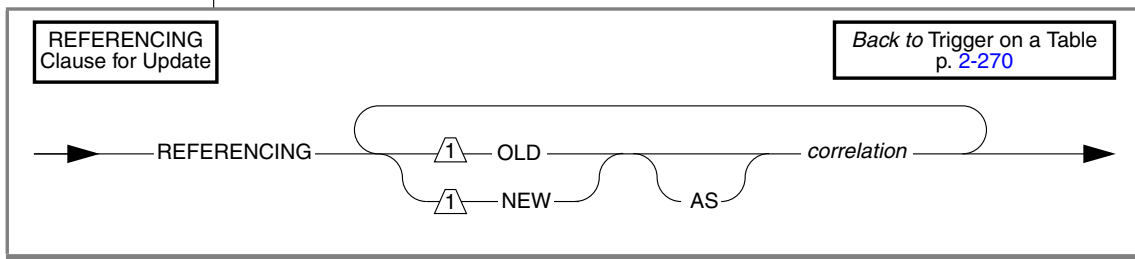 REFERENCING
Clause for Update
Back to Trigger on a Table
p. 2-270
REFERENCING 1 OLD correlation
1 NEW AS